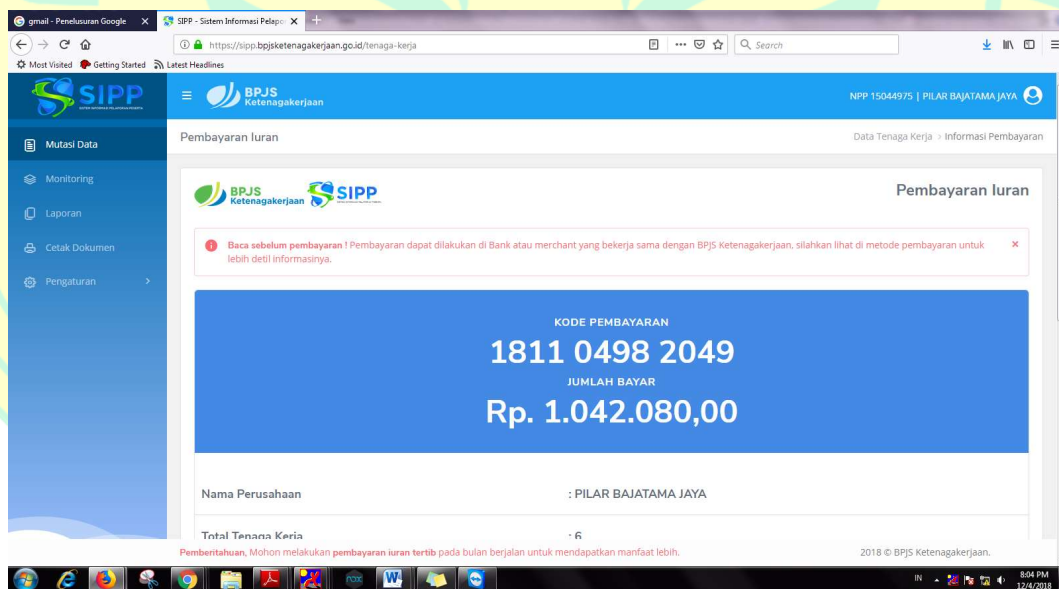 gmail - Penelusuran Google
SIPP - Sistem Informasi Pelapo
https://sipp.bpjsketenagakerjaan.go.id/tenaga-kerja
Search
Most Visited Getting Started Latest Headlines
SIPP
BPJS
Ketenagakerjaan
NPP 15044975 | PILAR BAJATAMA JAYA
Mutasi Data
Monitoring
Laporan
Cetak Dokumen
Pengaturan
Pembayaran Iuran
Data Tenaga Kerja > Informasi Pembayaran
BPJS
Ketenagakerjaan
SIPP
Pembayaran Iuran
Baca sebelum pembayaran ! Pembayaran dapat dilakukan di Bank atau merchant yang bekerja sama dengan BPJS Ketenagakerjaan, silahkan lihat di metode pembayaran untuk
lebih detil informasinya.
KODE PEMBAYARAN
1811 0498 2049
JUMLAH BAYAR
Rp. 1.042.080,00
Nama Perusahaan : PILAR BAJATAMA JAYA
Total Tenaga Kerja : 6
Pemberitahuan, Mohon melakukan pembayaran iuran tertib pada bulan berjalan untuk mendapatkan manfaat lebih.
2018 © BPJS Ketenagakerjaan.
IN
8:04 PM
12/4/2018